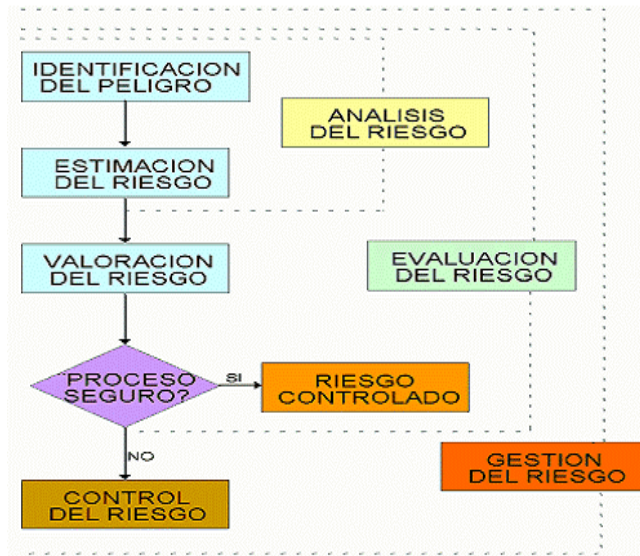 IDENTIFICACION
DEL PELIGRO
ANALISIS
DEL RIESGO
ESTIMACION
DEL RIESGO
VALORACION
DEL RIESGO
EVALUACION
DEL RIESGO
¨PROCESO
SEGURO?
SI
RIESGO
CONTROLADO
NO
GESTION
DEL RIESGO
CONTROL
DEL RIESGO